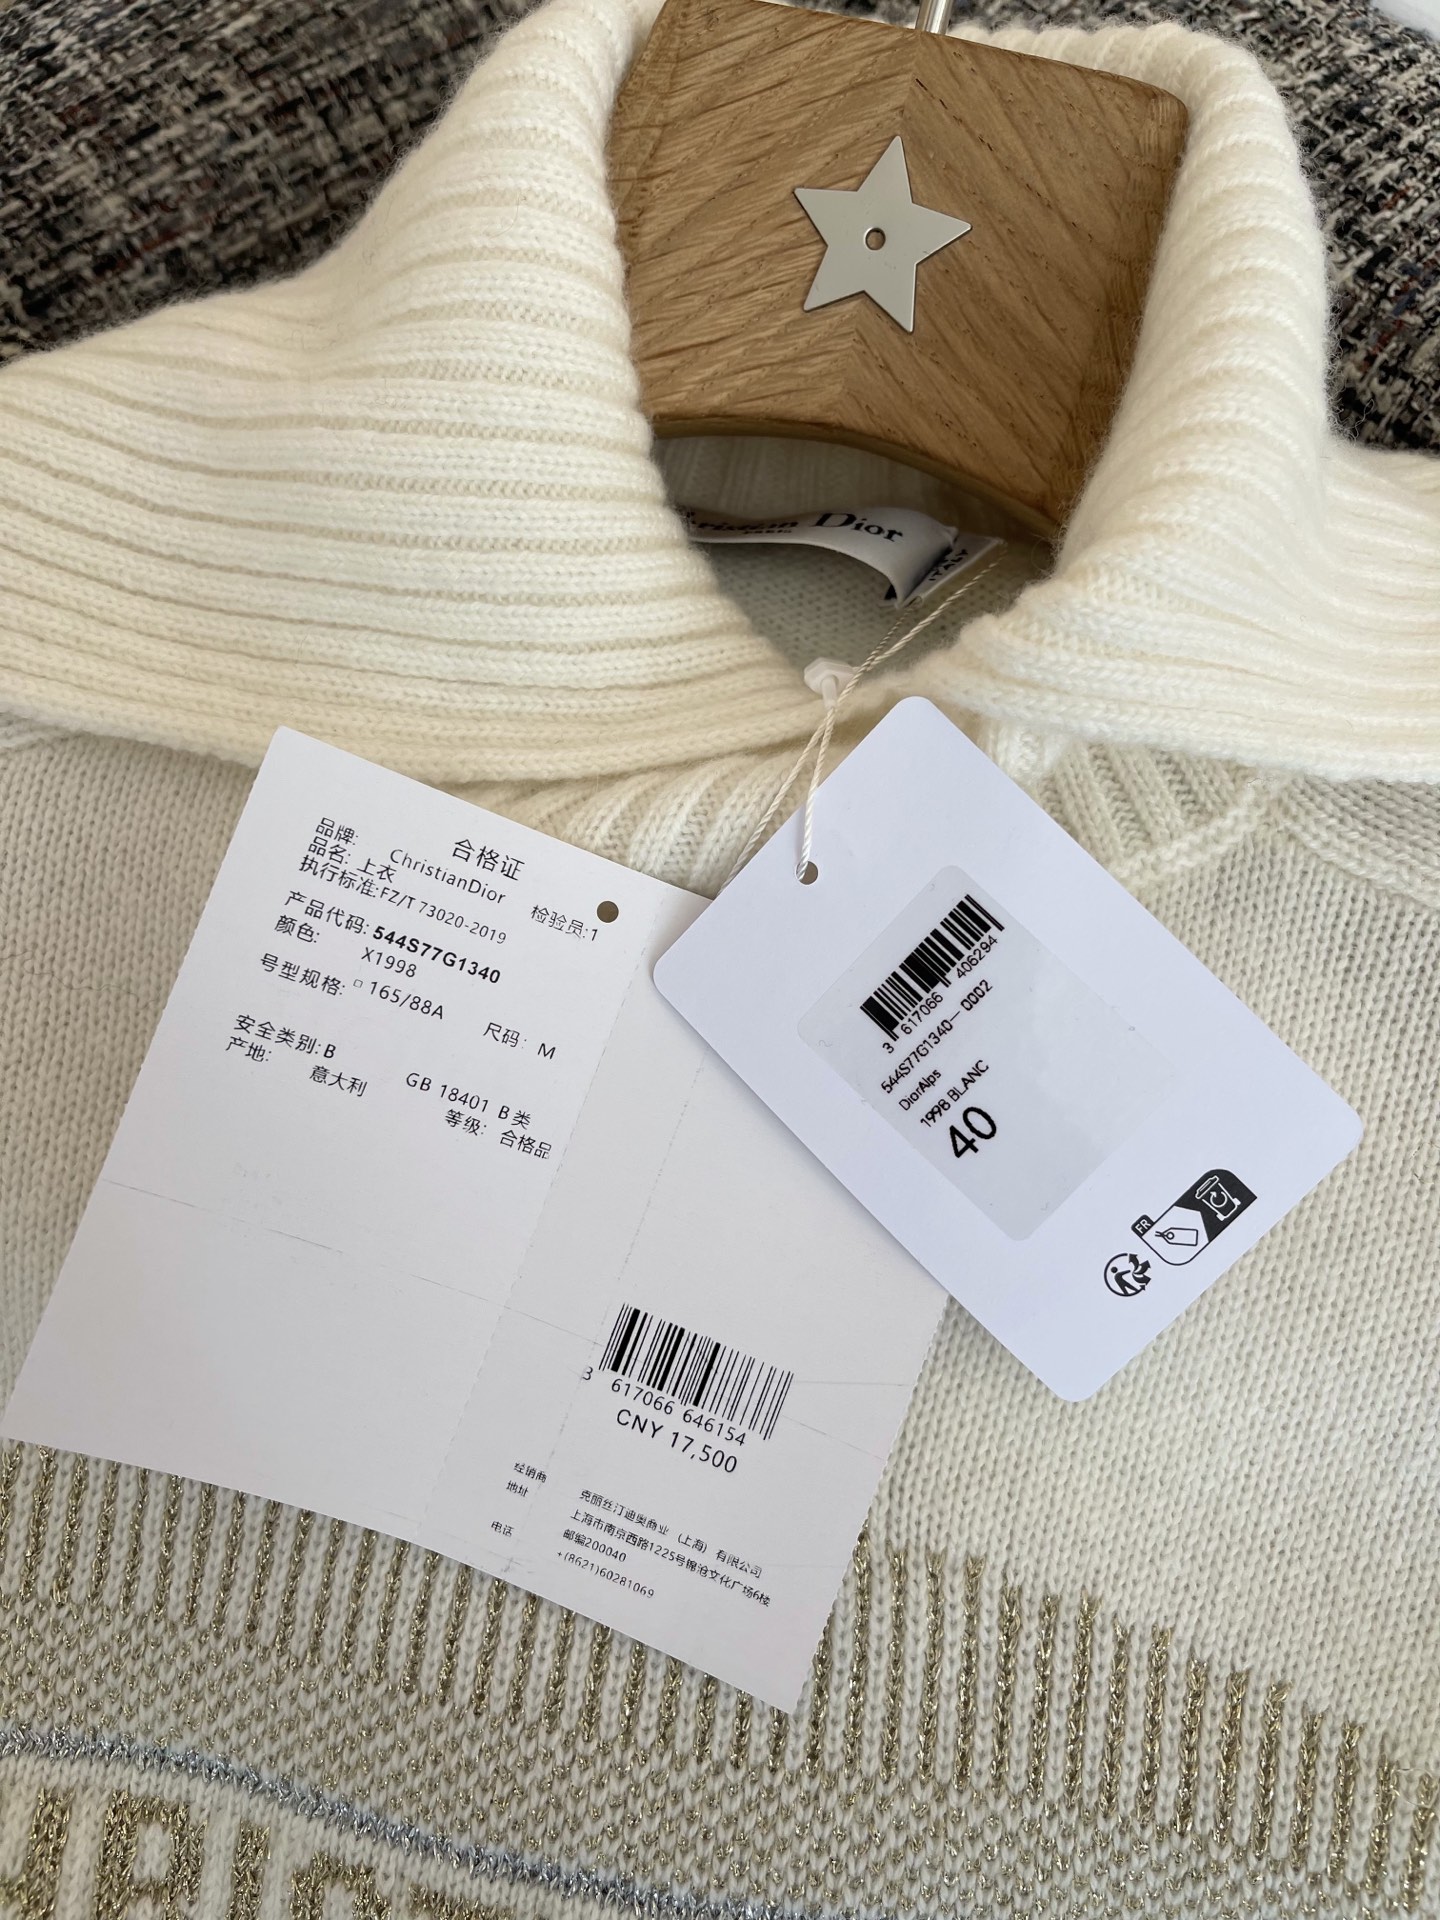 Christian Dior
PARIS
ITALY
合格证
品牌: ChristianDior
品名: 上衣
执行标准:FZ/T 73020-2019
检验员:1
产品代码: 544S77G1340
颜色: X1998
号型规格: 165/88A
尺码: M
安全类别:B
GB 18401 B类
产地: 意大利
等级: 合格品
3 617066 646154
CNY 17,500
经销商 克丽丝汀迪奥商业（上海）有限公司
地址 上海市南京西路1225号锦沧文化广场6楼
邮编200040
电话 +(8621)60281069
3 617066 406294
544S77G1340— 0002
DiorAlps
1998 BLANC
40
FR